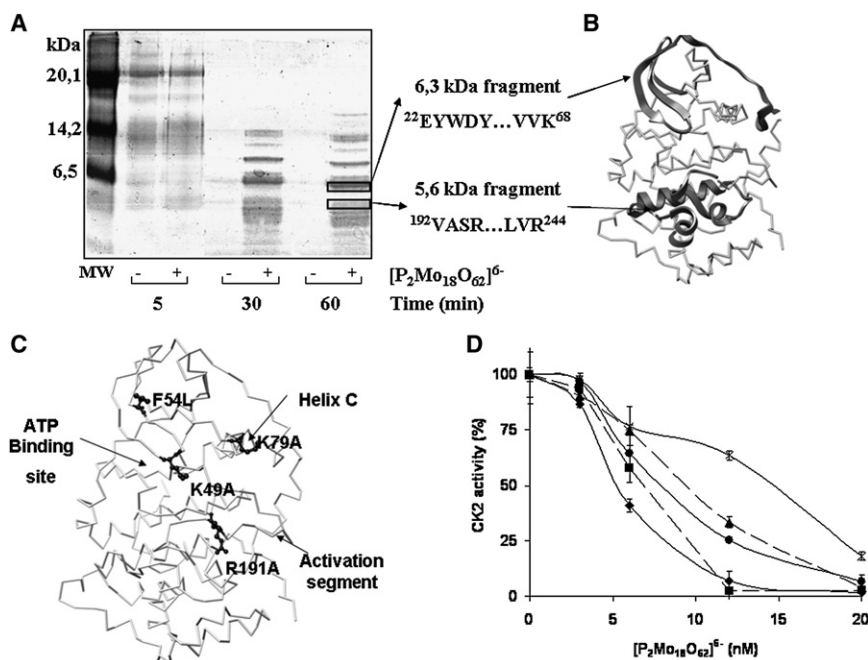 A
kDa
20,1
14,2
6,5
MW
- + - + - +
[P₂Mo₁₈O₆₂]⁶⁻
5 30 60 Time (min)
6,3 kDa fragment
²²EYWDY...VVK⁶⁸
5,6 kDa fragment
¹⁹²VASR...LVR²⁴⁴
B
C
F54L
Helix C
ATP
Binding
site
K79A
K49A
R191A
Activation
segment
D
CK2 activity (%)
100
75
50
25
0
0 5 10 15 20
[P₂Mo₁₈O₆₂]⁶⁻ (nM)